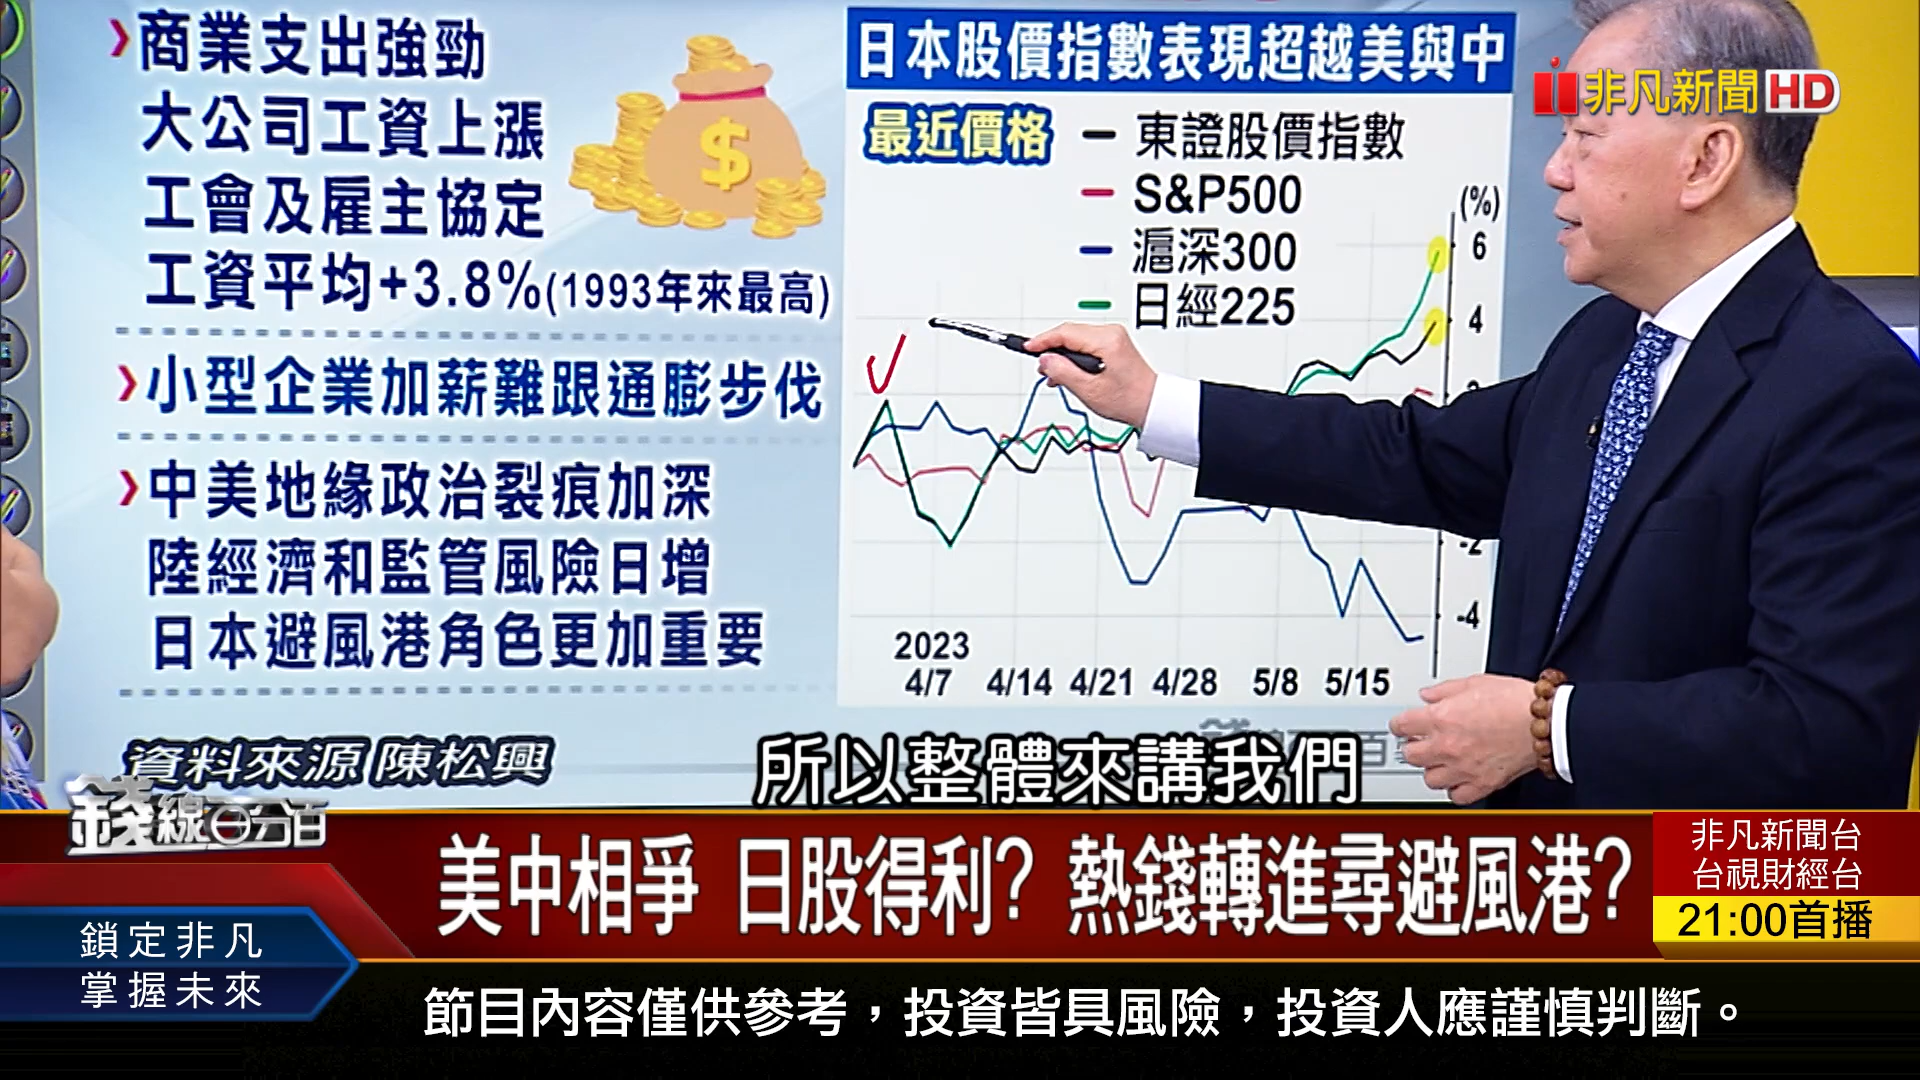 商業支出強勁
大公司工資上漲
工會及雇主協定
工資平均+3.8%(1993年來最高)
小型企業加薪難跟通膨步伐
中美地緣政治裂痕加深
陸經濟和監管風險日增
日本避風港角色更加重要
資料來源 陳松興
$
日本股價指數表現超越美與中
最近價格
東證股價指數
S&P500
滬深300
日經225
(%)
6
4
-2
-4
2023
4/7 4/14 4/21 4/28 5/8 5/15
非凡新聞HD
所以整體來講我們
錢線百分百
美中相爭 日股得利? 熱錢轉進尋避風港?
非凡新聞台
台視財經台
21:00首播
鎖定非凡
掌握未來
節目內容僅供參考，投資皆具風險，投資人應謹慎判斷。